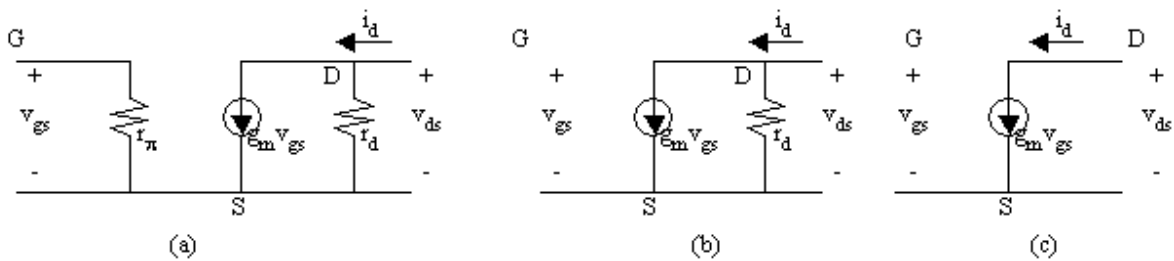 G
i_d
D
+
v_gs
-
r_π
g_m v_gs
r_d
+
v_ds
-
S
(a)
G
i_d
D
+
v_gs
-
g_m v_gs
r_d
+
v_ds
-
S
(b)
G
i_d
D
+
v_gs
-
g_m v_gs
+
v_ds
-
S
(c)